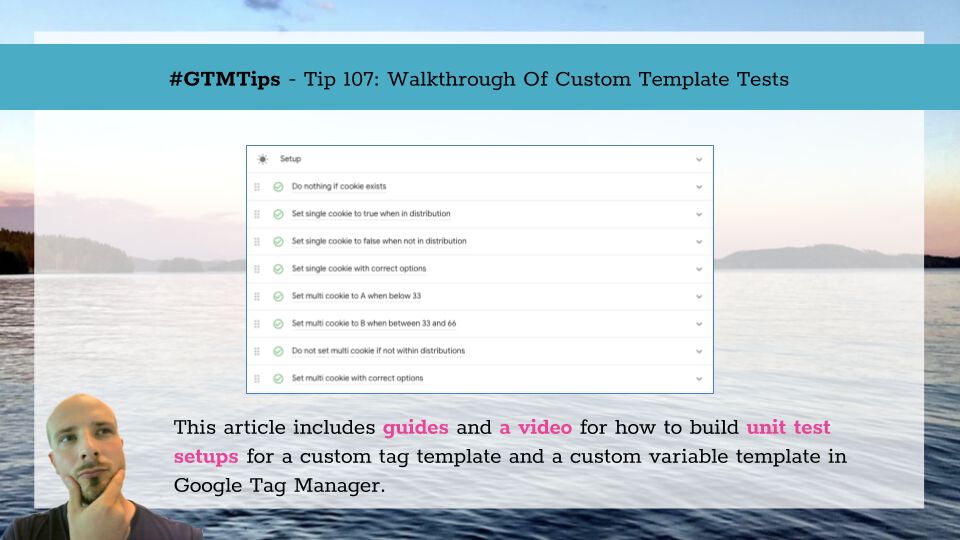 #GTMTips - Tip 107: Walkthrough Of Custom Template Tests
Setup
Do nothing if cookie exists
Set single cookie to true when in distribution
Set single cookie to false when not in distribution
Set single cookie with correct options
Set multi cookie to A when below 33
Set multi cookie to B when between 33 and 66
Do not set multi cookie if not within distributions
Set multi cookie with correct options
This article includes guides and a video for how to build unit test
setups for a custom tag template and a custom variable template in
Google Tag Manager.